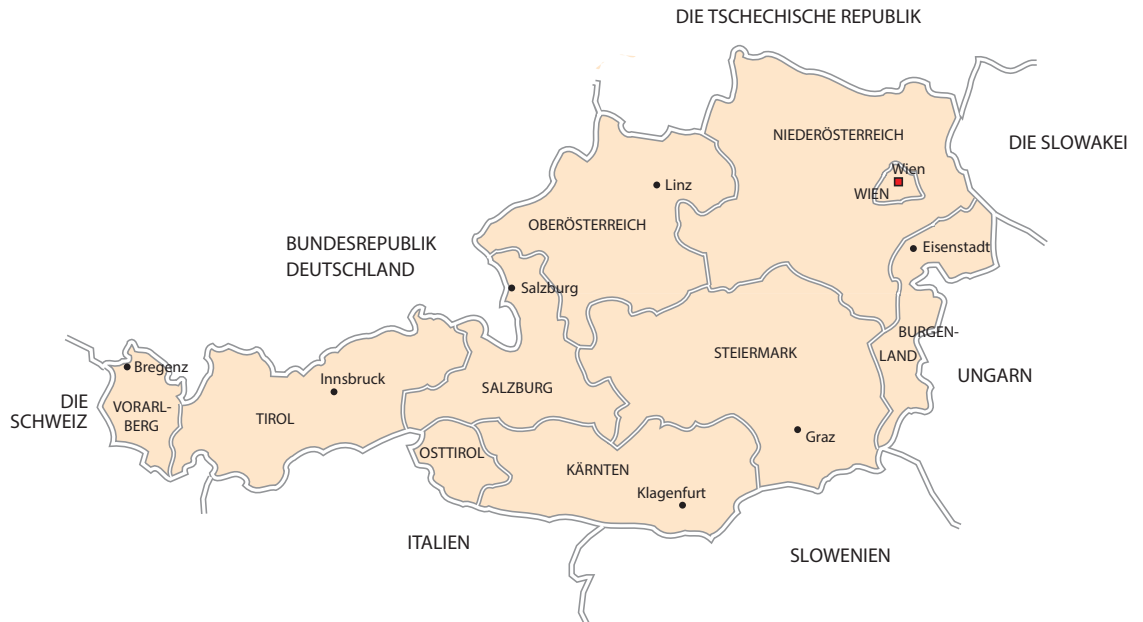 DIE TSCHECHISCHE REPUBLIK
NIEDERÖSTERREICH
DIE SLOWAKEI
Wien
WIEN
Linz
OBERÖSTERREICH
BUNDESREPUBLIK
DEUTSCHLAND
Eisenstadt
Salzburg
BURGEN-
LAND
STEIERMARK
Bregenz
Innsbruck
UNGARN
SALZBURG
DIE
SCHWEIZ
VORARL-
BERG
TIROL
Graz
OSTTIROL
KÄRNTEN
Klagenfurt
ITALIEN
SLOWENIEN